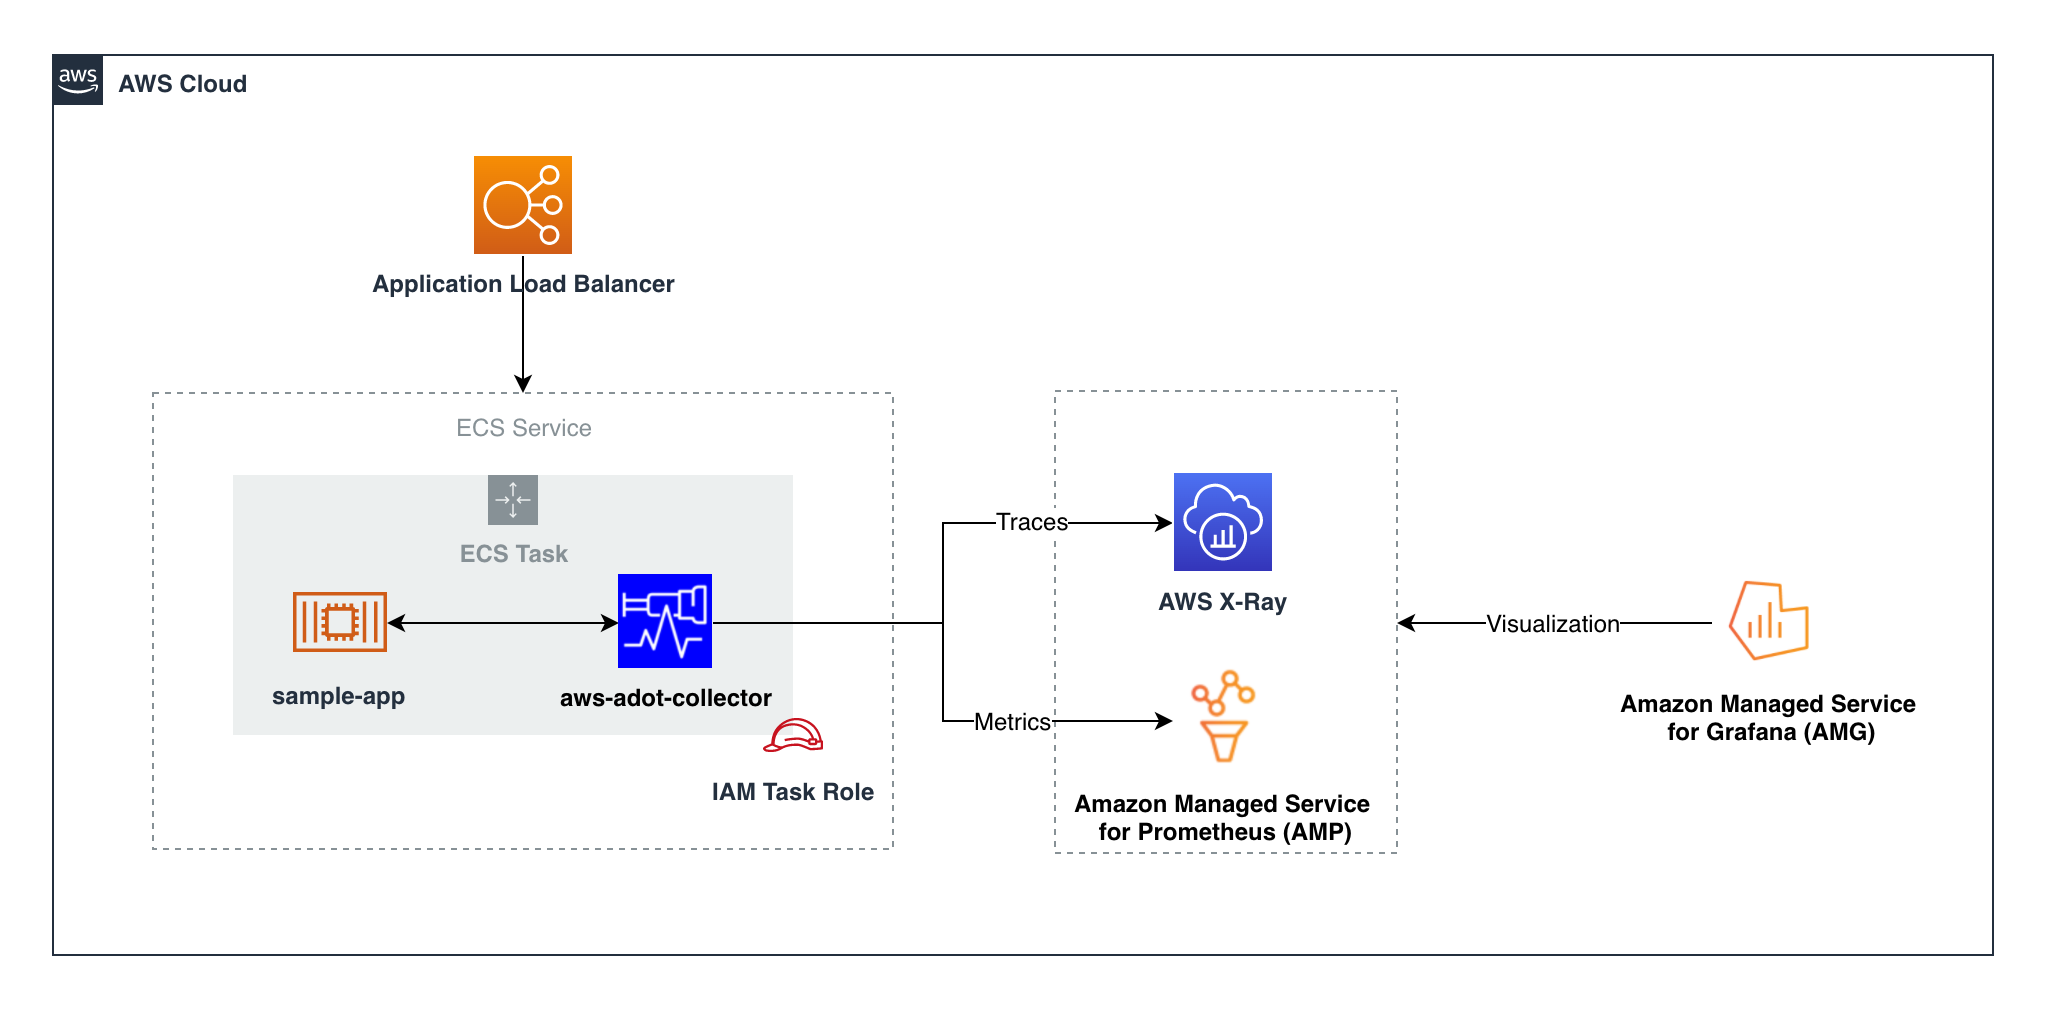 aws
AWS Cloud
Application Load Balancer
ECS Service
ECS Task
sample-app
aws-adot-collector
IAM Task Role
Traces
Metrics
AWS X-Ray
Amazon Managed Service
for Prometheus (AMP)
Visualization
Amazon Managed Service
for Grafana (AMG)